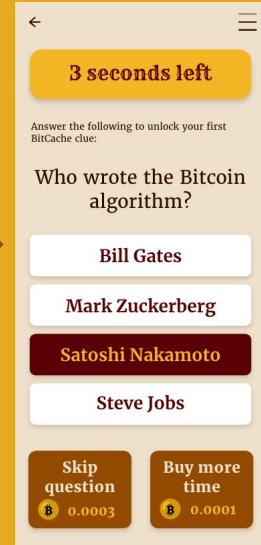 3 seconds left
Answer the following to unlock your first
BitCache clue:
Who wrote the Bitcoin
algorithm?
Bill Gates
Mark Zuckerberg
Satoshi Nakamoto
Steve Jobs
Skip
question
0.0003
Buy more
time
0.0001